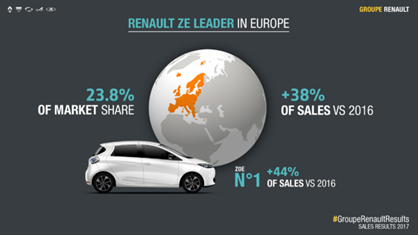 GROUPE RENAULT
RENAULT ZE LEADER IN EUROPE
23.8%
OF MARKET SHARE
+38%
OF SALES VS 2016
ZOE
N°1
+44%
OF SALES VS 2016
#GroupeRenaultResults
SALES RESULTS 2017